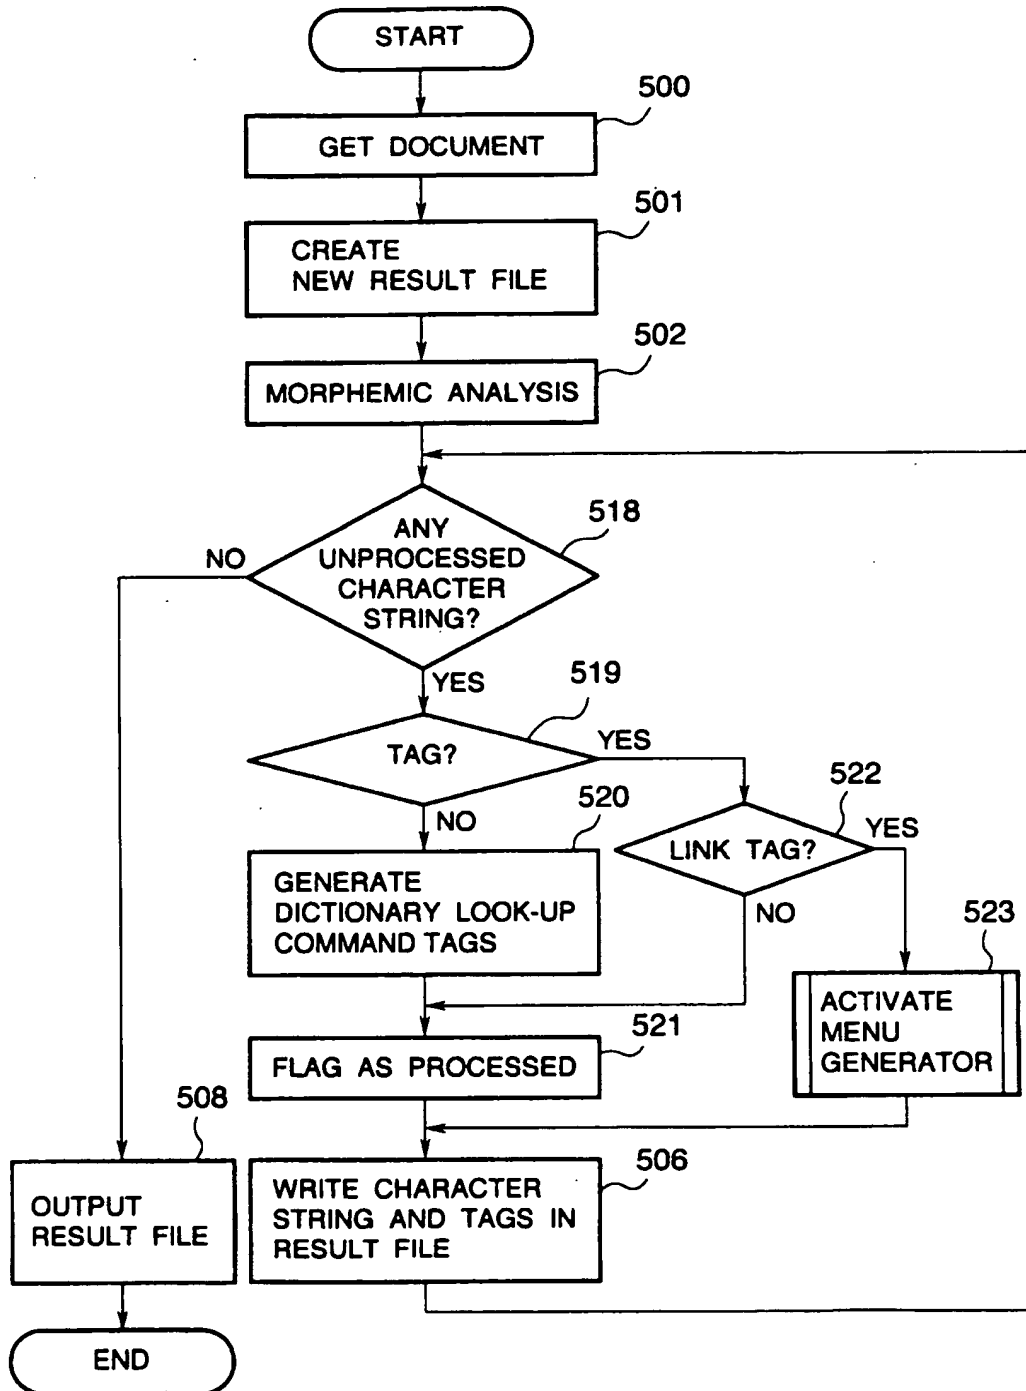 START
500
GET DOCUMENT
501
CREATE
NEW RESULT FILE
502
MORPHEMIC ANALYSIS
518
ANY
UNPROCESSED
CHARACTER
STRING?
NO
YES
519
TAG?
YES
NO
522
LINK TAG?
YES
NO
520
GENERATE
DICTIONARY LOOK-UP
COMMAND TAGS
523
ACTIVATE
MENU
GENERATOR
521
FLAG AS PROCESSED
508
OUTPUT
RESULT FILE
506
WRITE CHARACTER
STRING AND TAGS IN
RESULT FILE
END